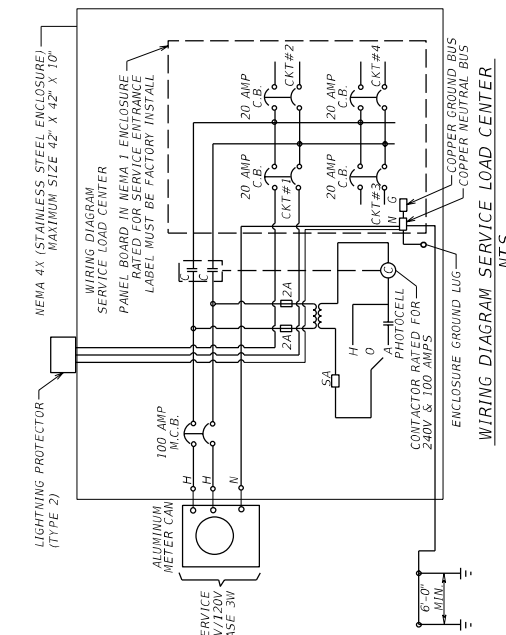 NEMA 4X (STAINLESS STEEL ENCLOSURE)
MAXIMUM SIZE 42" X 42" X 10"
WIRING DIAGRAM
SERVICE LOAD CENTER
PANEL BOARD IN NEMA 1 ENCLOSURE
RATED FOR SERVICE ENTRANCE
LABEL MUST BE FACTORY INSTALL
LIGHTNING PROTECTOR
(TYPE 2)
100 AMP
M.C.B.
ALUMINUM
METER CAN
SERVICE
V/120V
3W
H
H
N
C
C
2A
2A
5A
H
O
A
C
PHOTOCELL
CONTACTOR RATED FOR
240V & 100 AMPS
20 AMP
C.B.
CKT#1
20 AMP
C.B.
CKT#2
20 AMP
C.B.
CKT#3
20 AMP
C.B.
CKT#4
N
G
COPPER GROUND BUS
COPPER NEUTRAL BUS
ENCLOSURE GROUND LUG
6'-0"
MIN.
WIRING DIAGRAM SERVICE LOAD CENTER
NTS